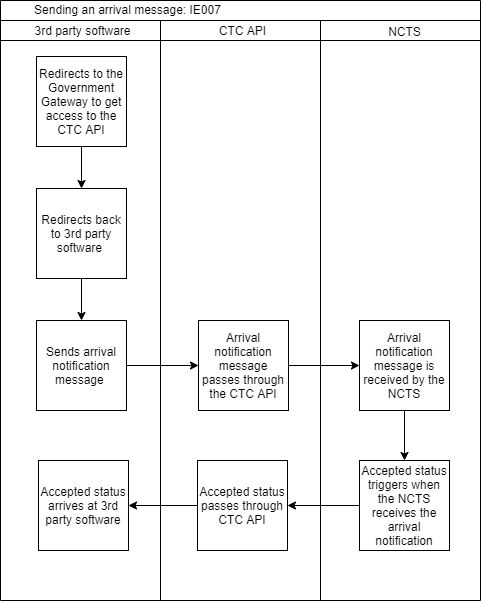 Sending an arrival message: IE007
3rd party software
CTC API
NCTS
Redirects to the
Government
Gateway to get
access to the
CTC API
Redirects back
to 3rd party
software
Sends arrival
notification
message
Arrival
notification
message
passes through
the CTC API
Arrival
notification
message is
received by the
NCTS
Accepted status
arrives at 3rd
party software
Accepted status
passes through
CTC API
Accepted status
triggers when
the NCTS
receives the
arrival
notification